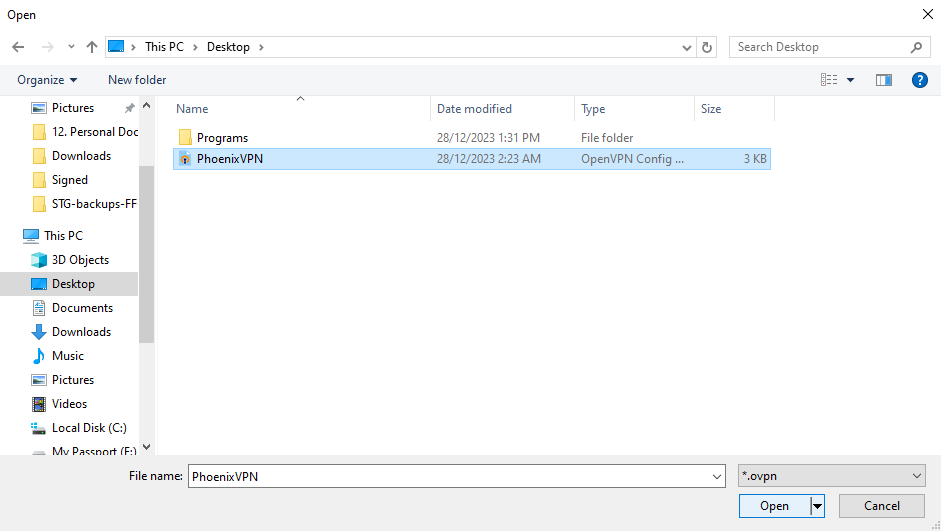 Open
This PC
Desktop
Search Desktop
Organize
New folder
Name
Date modified
Type
Size
Pictures
12. Personal Doc
Downloads
Signed
STG-backups-FF
This PC
3D Objects
Desktop
Documents
Downloads
Music
Pictures
Videos
Local Disk (C:)
My Passport (F:)
Programs
28/12/2023 1:31 PM
File folder
PhoenixVPN
28/12/2023 2:23 AM
OpenVPN Config ...
3 KB
File name:
PhoenixVPN
*.ovpn
Open
Cancel